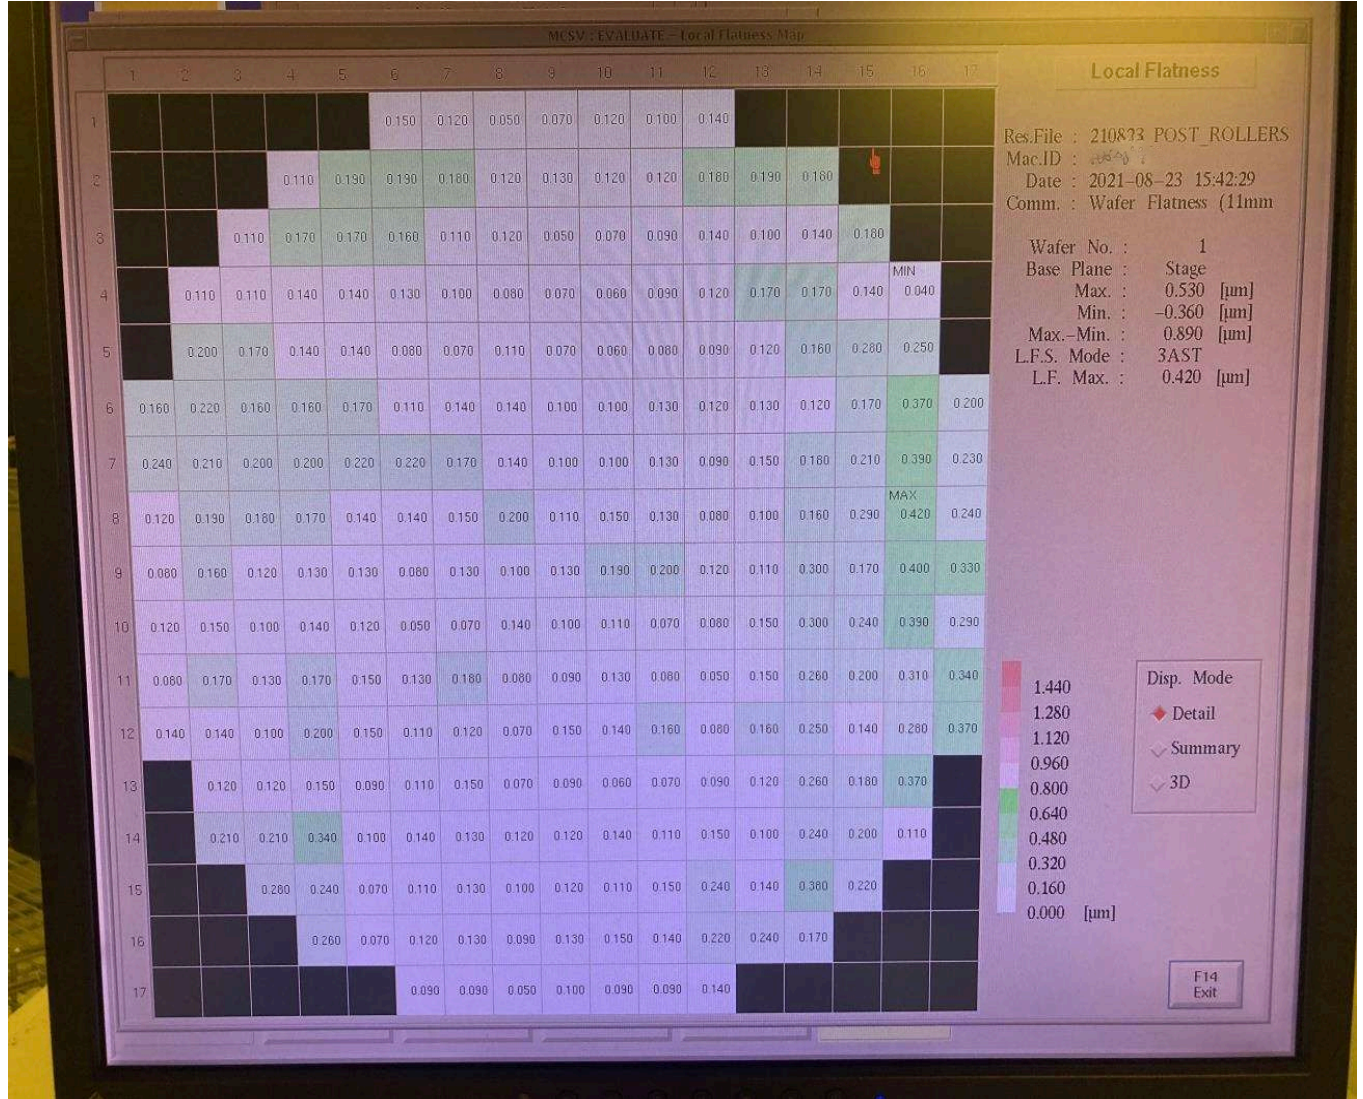 MCSV : EVALUATE – Local Flatness Map
1 2 3 4 5 6 7 8 9 10 11 12 13 14 15 16 17
Local Flatness
1 0.150 0.120 0.050 0.070 0.120 0.100 0.140
2 0.110 0.190 0.190 0.180 0.120 0.130 0.120 0.120 0.180 0.190 0.180
3 0.110 0.170 0.170 0.160 0.110 0.120 0.050 0.070 0.090 0.140 0.100 0.140 0.180
MIN
4 0.110 0.110 0.140 0.140 0.130 0.100 0.080 0.070 0.060 0.090 0.120 0.170 0.170 0.140 0.040
5 0.200 0.170 0.140 0.140 0.080 0.070 0.110 0.070 0.060 0.080 0.090 0.120 0.160 0.280 0.250
6 0.160 0.220 0.160 0.160 0.170 0.110 0.140 0.140 0.100 0.100 0.130 0.120 0.130 0.120 0.170 0.370 0.200
7 0.240 0.210 0.200 0.200 0.220 0.220 0.170 0.140 0.100 0.100 0.130 0.090 0.150 0.180 0.210 0.390 0.230
MAX
8 0.120 0.190 0.180 0.170 0.140 0.140 0.150 0.200 0.110 0.150 0.130 0.080 0.100 0.160 0.290 0.420 0.240
9 0.080 0.160 0.120 0.130 0.130 0.080 0.130 0.100 0.130 0.190 0.200 0.120 0.110 0.300 0.170 0.400 0.330
10 0.120 0.150 0.100 0.140 0.120 0.050 0.070 0.140 0.100 0.110 0.070 0.080 0.150 0.300 0.240 0.390 0.290
11 0.080 0.170 0.130 0.170 0.150 0.130 0.180 0.080 0.090 0.130 0.080 0.050 0.150 0.260 0.200 0.310 0.340
12 0.140 0.140 0.100 0.200 0.150 0.110 0.120 0.070 0.150 0.140 0.160 0.080 0.160 0.250 0.140 0.280 0.370
13 0.120 0.120 0.150 0.090 0.110 0.150 0.070 0.090 0.060 0.070 0.090 0.120 0.260 0.180 0.370
14 0.210 0.210 0.340 0.100 0.140 0.130 0.120 0.120 0.140 0.110 0.150 0.100 0.240 0.200 0.110
15 0.280 0.240 0.070 0.110 0.130 0.100 0.120 0.110 0.150 0.240 0.140 0.380 0.220
16 0.260 0.070 0.120 0.130 0.090 0.130 0.150 0.140 0.220 0.240 0.170
17 0.090 0.090 0.050 0.100 0.090 0.090 0.140
Res.File : 210823 POST_ROLLERS
Mac.ID :
Date : 2021–08–23 15:42:29
Comm. : Wafer Flatness (11mm
Wafer No. : 1
Base Plane : Stage
Max. : 0.530 [µm]
Min. : –0.360 [µm]
Max.–Min. : 0.890 [µm]
L.F.S. Mode : 3AST
L.F. Max. : 0.420 [µm]
1.440
1.280
1.120
0.960
0.800
0.640
0.480
0.320
0.160
0.000 [µm]
Disp. Mode
Detail
Summary
3D
F14
Exit